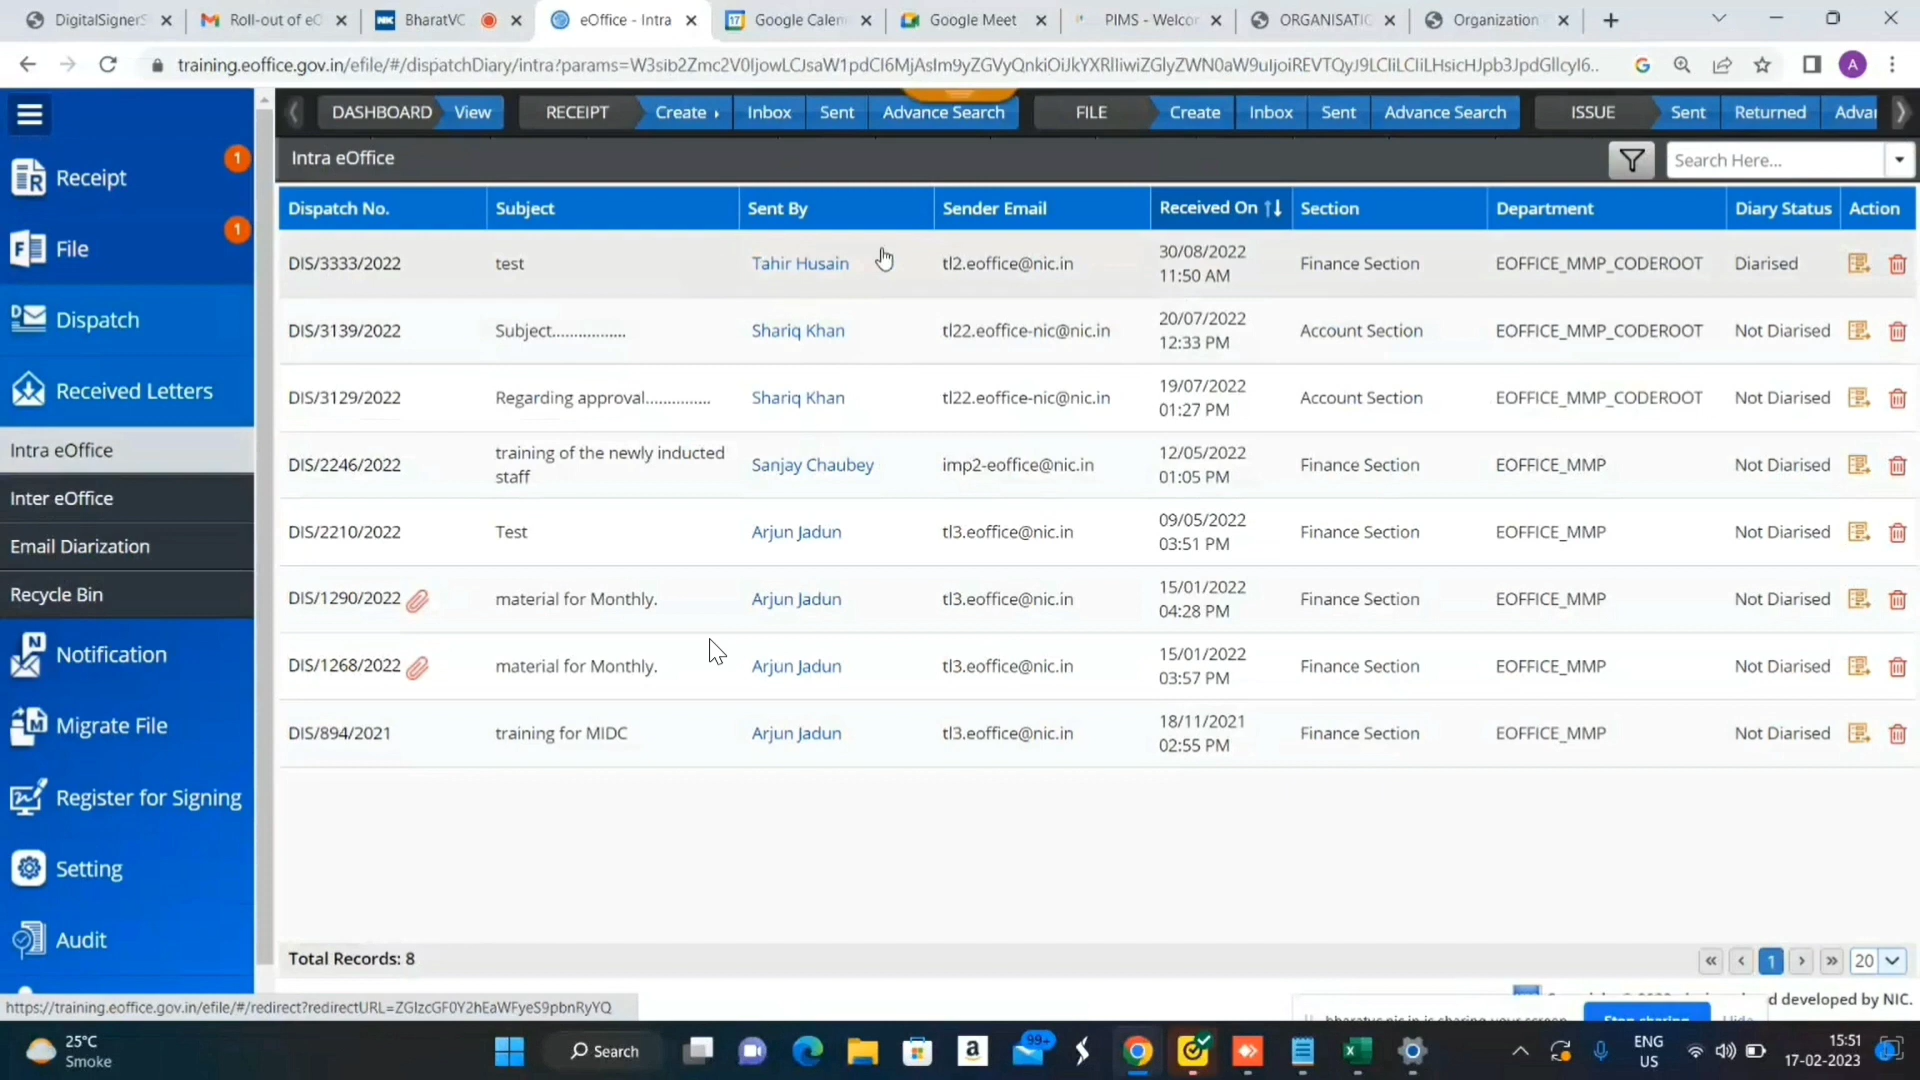 DigitalSigners
Roll-out of eO
BharatVC
eOffice - Intra
Google Calen
Google Meet
PIMS - Welcor
ORGANISATIO
Organization
training.eoffice.gov.in/efile/#/dispatchDiary/intra?params=
A
DASHBOARD View RECEIPT Create Inbox Sent Advance Search FILE Create Inbox Sent Advance Search ISSUE Sent Returned Advar
Receipt 1
File 1
Dispatch
Received Letters
Intra eOffice
Inter eOffice
Email Diarization
Recycle Bin
Notification
Migrate File
Register for Signing
Setting
Audit
Intra eOffice
Search Here...
Dispatch No. Subject Sent By Sender Email Received On Section Department Diary Status Action
DIS/3333/2022 test Tahir Husain tl2.eoffice@nic.in 30/08/2022 11:50 AM Finance Section EOFFICE_MMP_CODEROOT Diarised
DIS/3139/2022 Subject................. Shariq Khan tl22.eoffice-nic@nic.in 20/07/2022 12:33 PM Account Section EOFFICE_MMP_CODEROOT Not Diarised
DIS/3129/2022 Regarding approval............... Shariq Khan tl22.eoffice-nic@nic.in 19/07/2022 01:27 PM Account Section EOFFICE_MMP_CODEROOT Not Diarised
DIS/2246/2022 training of the newly inducted staff Sanjay Chaubey imp2-eoffice@nic.in 12/05/2022 01:05 PM Finance Section EOFFICE_MMP Not Diarised
DIS/2210/2022 Test Arjun Jadun tl3.eoffice@nic.in 09/05/2022 03:51 PM Finance Section EOFFICE_MMP Not Diarised
DIS/1290/2022 material for Monthly. Arjun Jadun tl3.eoffice@nic.in 15/01/2022 04:28 PM Finance Section EOFFICE_MMP Not Diarised
DIS/1268/2022 material for Monthly. Arjun Jadun tl3.eoffice@nic.in 15/01/2022 03:57 PM Finance Section EOFFICE_MMP Not Diarised
DIS/894/2021 training for MIDC Arjun Jadun tl3.eoffice@nic.in 18/11/2021 02:55 PM Finance Section EOFFICE_MMP Not Diarised
Total Records: 8
« ‹ 1 › » 20
https://training.eoffice.gov.in/efile/#/redirect?redirectURL=ZGlzcGF0Y2hEaWFyeS9pbnRyYQ
d developed by NIC.
25°C
Smoke
Search
99+
ENG
US
15:51
17-02-2023